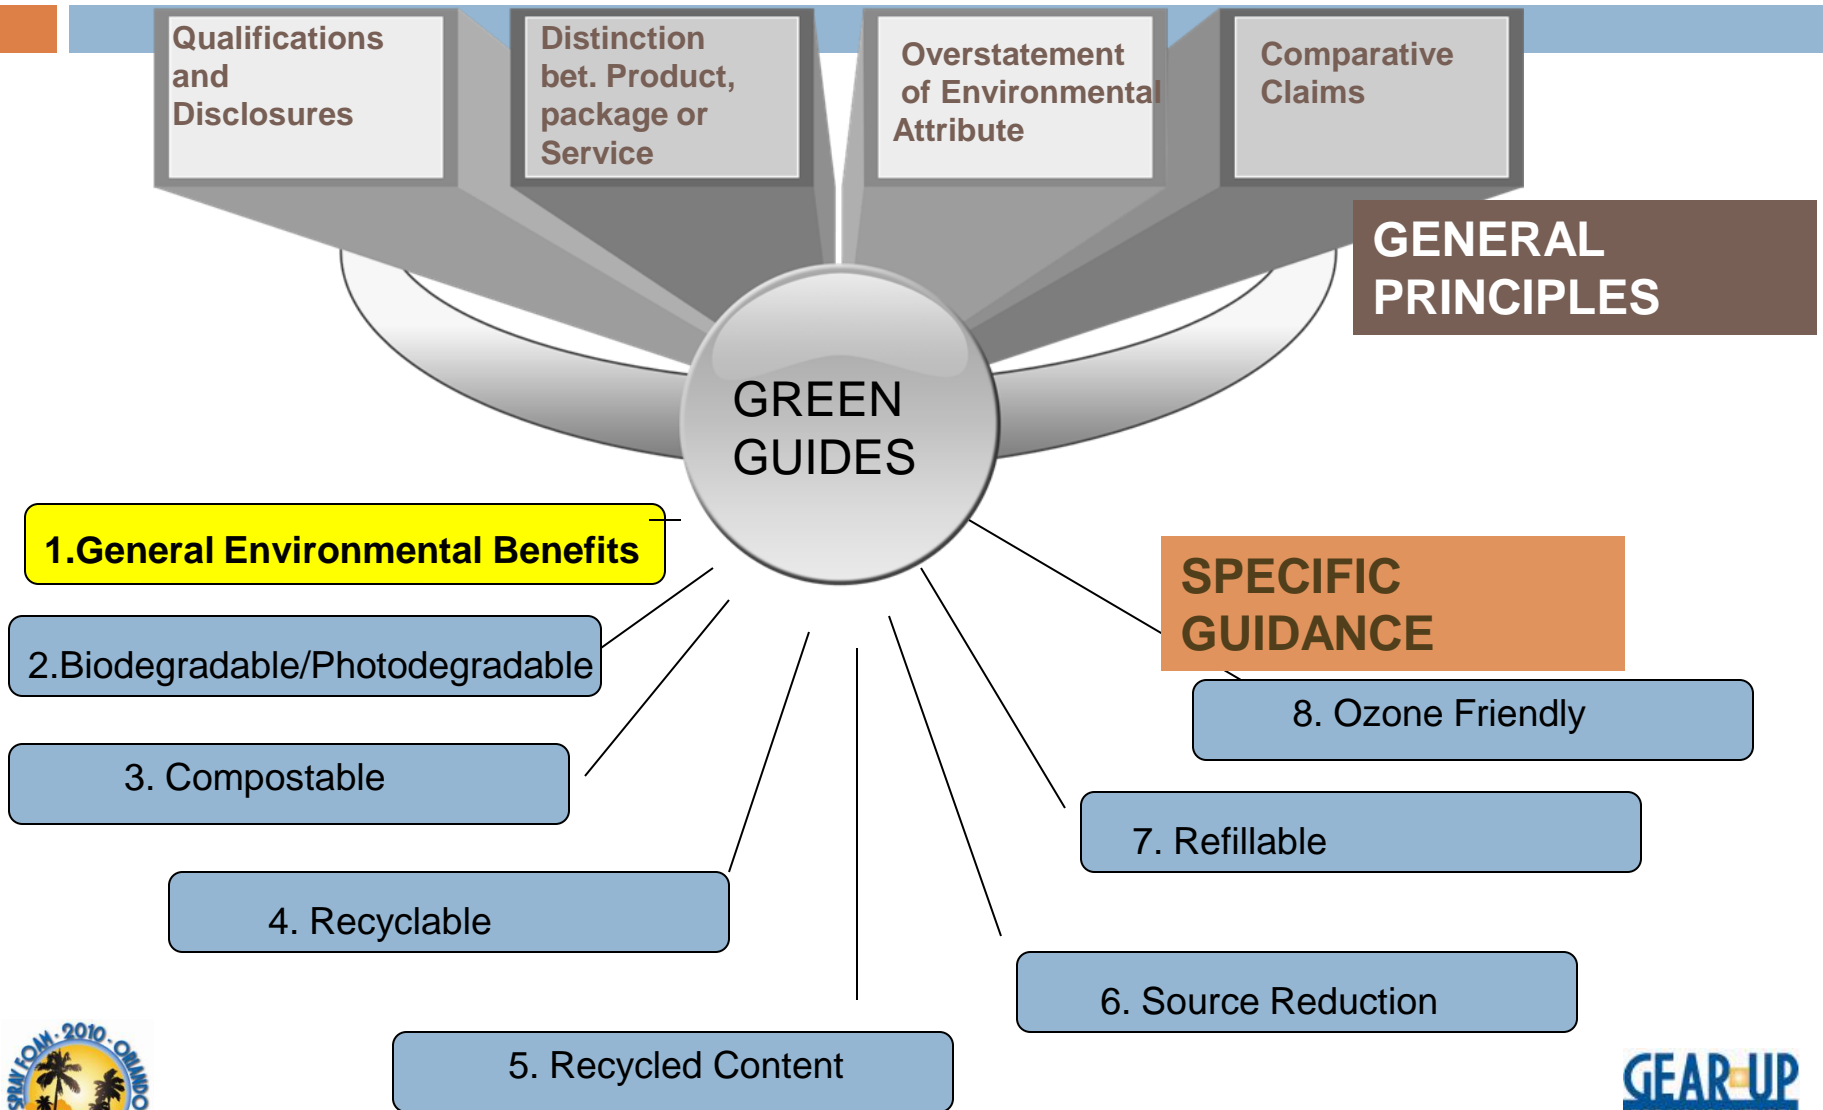 Qualifications
and
Disclosures
Distinction
bet. Product,
package or
Service
Overstatement
of Environmental
Attribute
Comparative
Claims
GENERAL
PRINCIPLES
GREEN
GUIDES
1.General Environmental Benefits
SPECIFIC
GUIDANCE
2.Biodegradable/Photodegradable
8. Ozone Friendly
3. Compostable
7. Refillable
4. Recyclable
6. Source Reduction
5. Recycled Content
SPRAY FOAM · 2010 · ORLANDO
GEAR UP